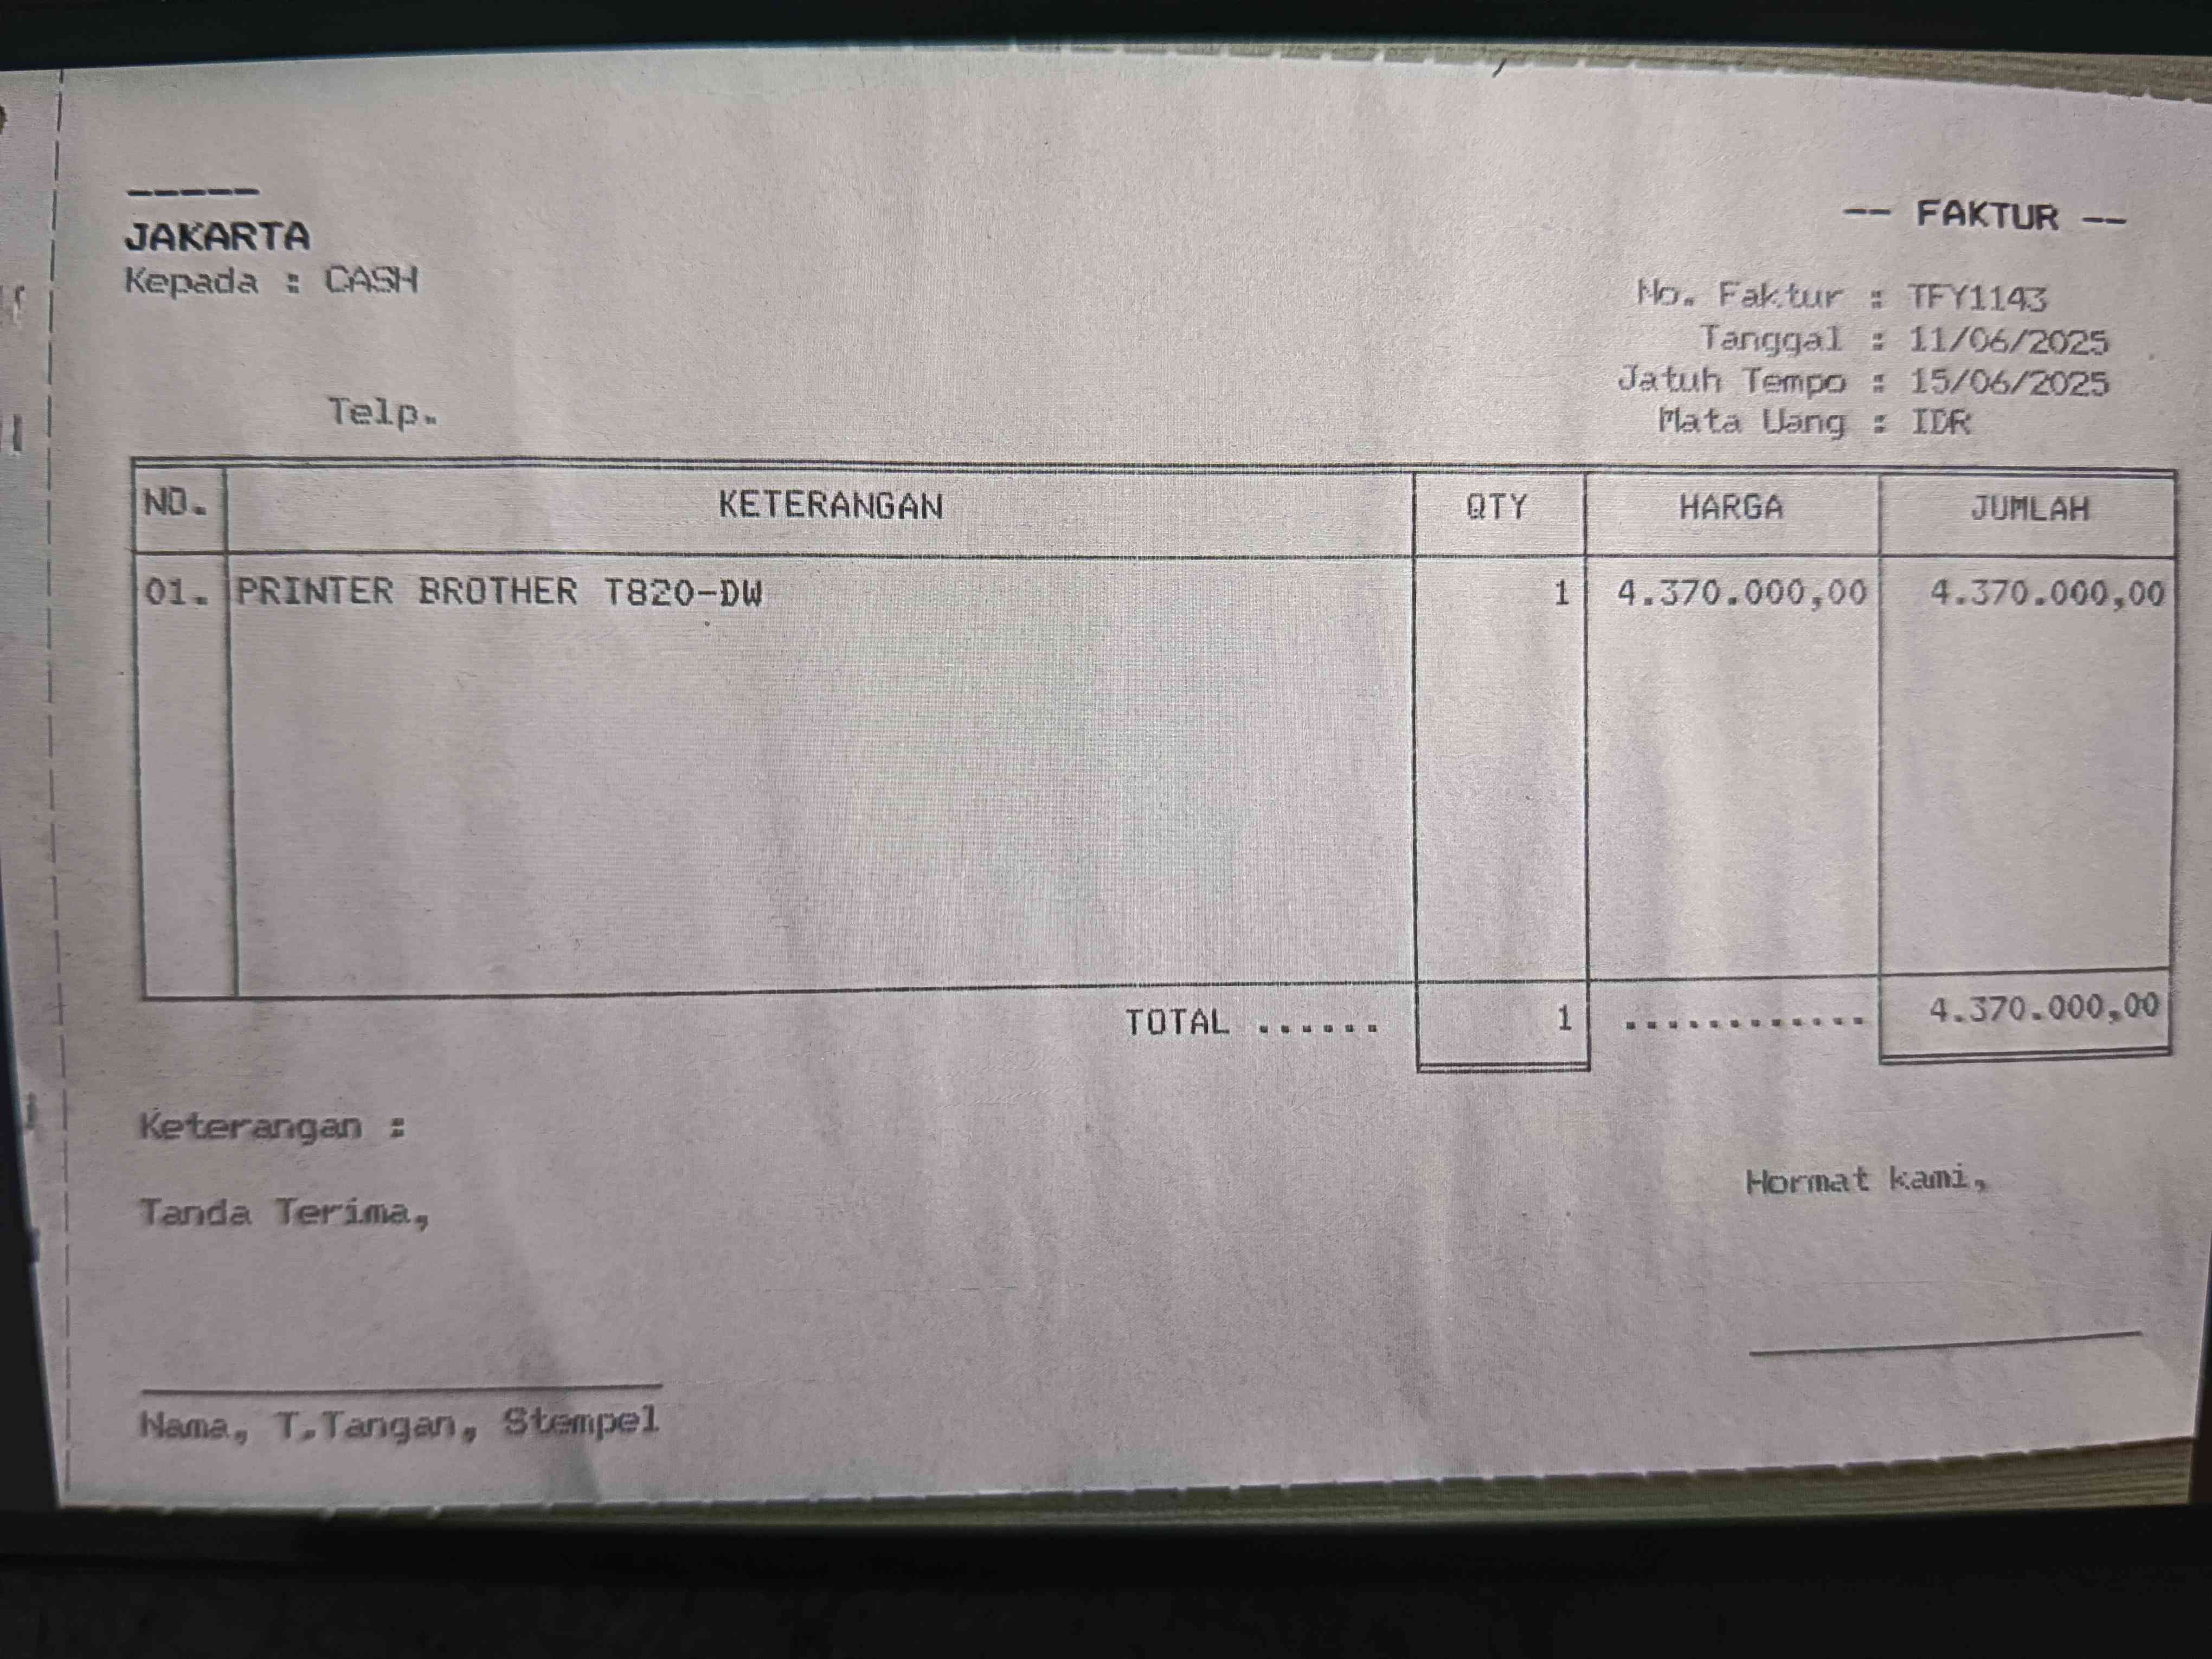 -----
JAKARTA
-- FAKTUR --
Kepada : CASH
No. Faktur : TFY1143
Tanggal : 11/06/2025
Jatuh Tempo : 15/06/2025
Telp.
Mata Uang : IDR
NO. KETERANGAN QTY HARGA JUMLAH
01. PRINTER BROTHER T820-DW 1 4.370.000,00 4.370.000,00
TOTAL ...... 1 ............ 4.370.000,00
Keterangan :
Hormat kami,
Tanda Terima,
Nama, T.Tangan, Stempel